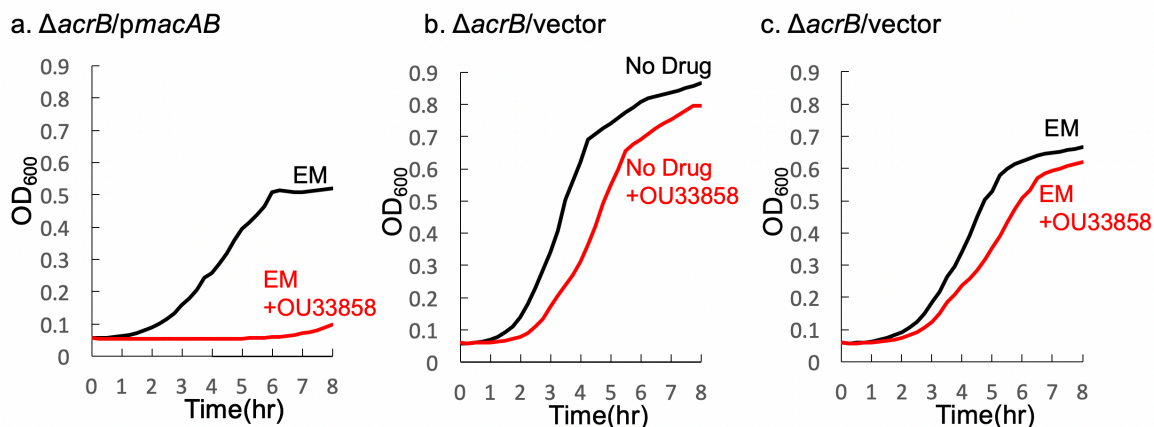 a. ΔacrB/pmacAB
b. ΔacrB/vector
c. ΔacrB/vector
OD600
0.9
0.8
0.7
0.6
0.5
0.4
0.3
0.2
0.1
0
0 1 2 3 4 5 6 7 8
Time(hr)
EM
EM
+OU33858
OD600
0.9
0.8
0.7
0.6
0.5
0.4
0.3
0.2
0.1
0
0 1 2 3 4 5 6 7 8
Time(hr)
No Drug
No Drug
+OU33858
OD600
0.9
0.8
0.7
0.6
0.5
0.4
0.3
0.2
0.1
0
0 1 2 3 4 5 6 7 8
Time(hr)
EM
EM
+OU33858